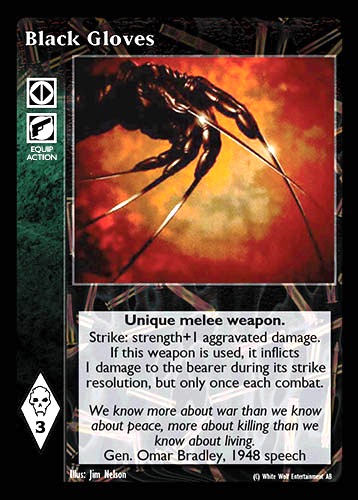 Black Gloves
EQUIP
ACTION
Unique melee weapon.
Strike: strength+1 aggravated damage.
If this weapon is used, it inflicts
1 damage to the bearer during its strike
resolution, but only once each combat.
We know more about war than we know
about peace, more about killing than we
know about living.
Gen. Omar Bradley, 1948 speech
3
Illus: Jim Nelson
(C) White Wolf Entertainment AB